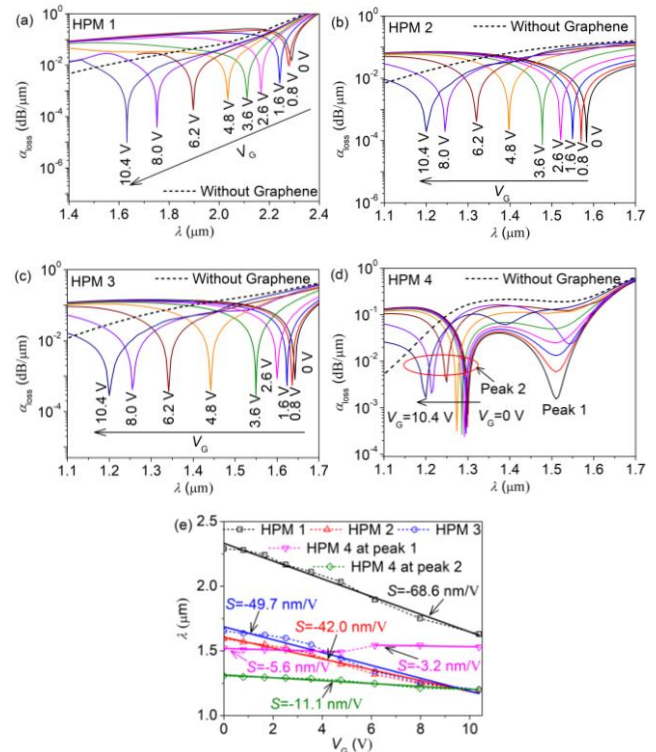 (a)
HPM 1
10⁰
10⁻²
10⁻⁴
10⁻⁶
α_loss (dB/μm)
10.4 V
8.0 V
6.2 V
4.8 V
3.6 V
2.6 V
1.6 V
0.8 V
0 V
V_G
Without Graphene
1.4 1.6 1.8 2.0 2.2 2.4
λ (μm)
(b)
HPM 2
Without Graphene
10⁰
10⁻²
10⁻⁴
10⁻⁶
α_loss (dB/μm)
10.4 V
8.0 V
6.2 V
4.8 V
3.6 V
2.6 V
1.6 V
0.8 V
0 V
V_G
1.1 1.2 1.3 1.4 1.5 1.6 1.7
λ (μm)
(c)
HPM 3
Without Graphene
10⁰
10⁻²
10⁻⁴
α_loss (dB/μm)
10.4 V
8.0 V
6.2 V
4.8 V
3.6 V
2.6 V
1.6 V
0.8 V
0 V
V_G
1.1 1.2 1.3 1.4 1.5 1.6 1.7
λ (μm)
(d)
HPM 4
Without Graphene
10⁰
10⁻¹
10⁻²
10⁻³
10⁻⁴
α_loss (dB/μm)
Peak 2
V_G=10.4 V
V_G=0 V
Peak 1
1.1 1.2 1.3 1.4 1.5 1.6 1.7
λ (μm)
(e)
HPM 1 HPM 2 HPM 3
HPM 4 at peak 1
HPM 4 at peak 2
2.5
2.0
1.5
1.0
λ (μm)
S=-68.6 nm/V
S=-49.7 nm/V
S=-42.0 nm/V
S=-5.6 nm/V
S=-3.2 nm/V
S=-11.1 nm/V
0 2 4 6 8 10
V_G (V)